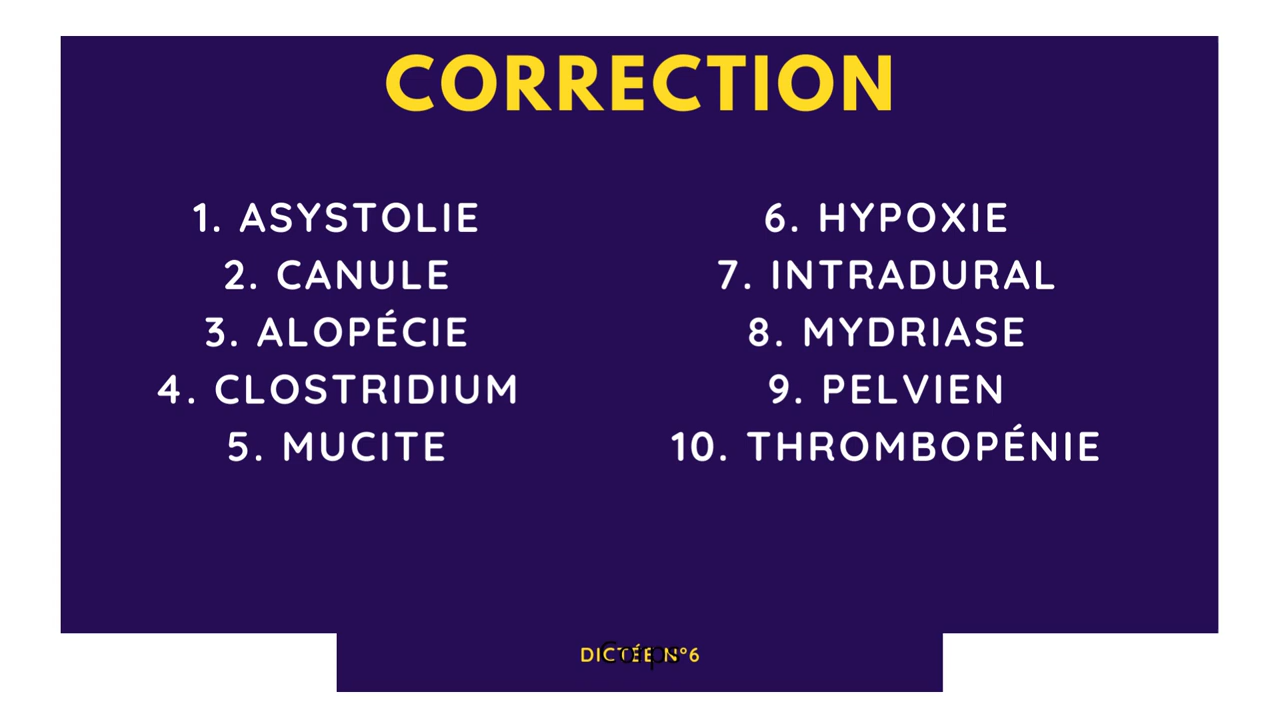 CORRECTION
1. ASYSTOLIE
2. CANULE
3. ALOPÉCIE
4. CLOSTRIDIUM
5. MUCITE
6. HYPOXIE
7. INTRADURAL
8. MYDRIASE
9. PELVIEN
10. THROMBOPÉNIE
DICTÉE N°6
Corps